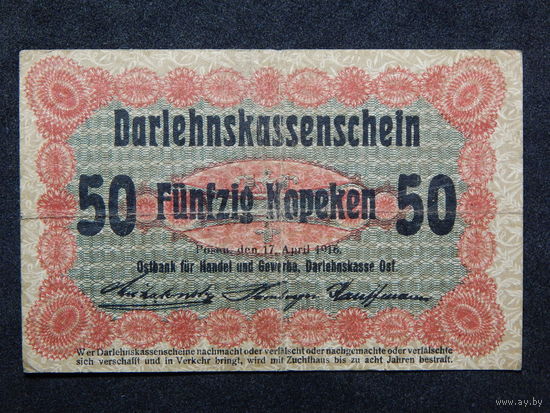 Darlehnskassenschein
50 Fünfzig Kopeken 50
Posen, den 17. April 1916
Ostbank für Handel und Gewerbe, Darlehnskasse Ost.
Kauffmann
Wer Darlehnskassenscheine nachmacht oder verfälscht oder nachgemachte oder verfälschte
sich verschafft und in Verkehr bringt, wird mit Zuchthaus bis zu acht Jahren bestraft.
www.ay.by